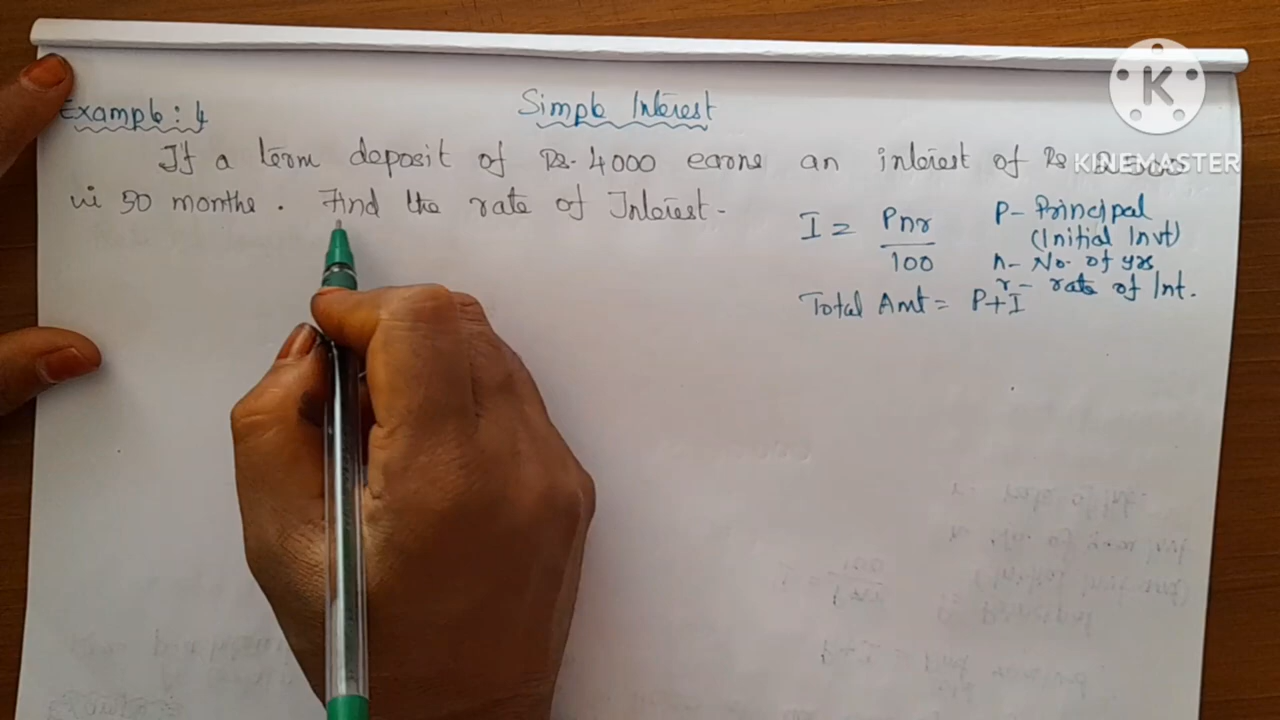 Example: 4
Simple Interest
If a term deposit of Rs. 4000 earns an interest of Rs
KINEMASTER
in 50 months. Find the rate of Interest.
I = Pnr
100
P- Principal
(Initial Invt)
n- No. of yrs
r- rate of Int.
Total Amt = P+I